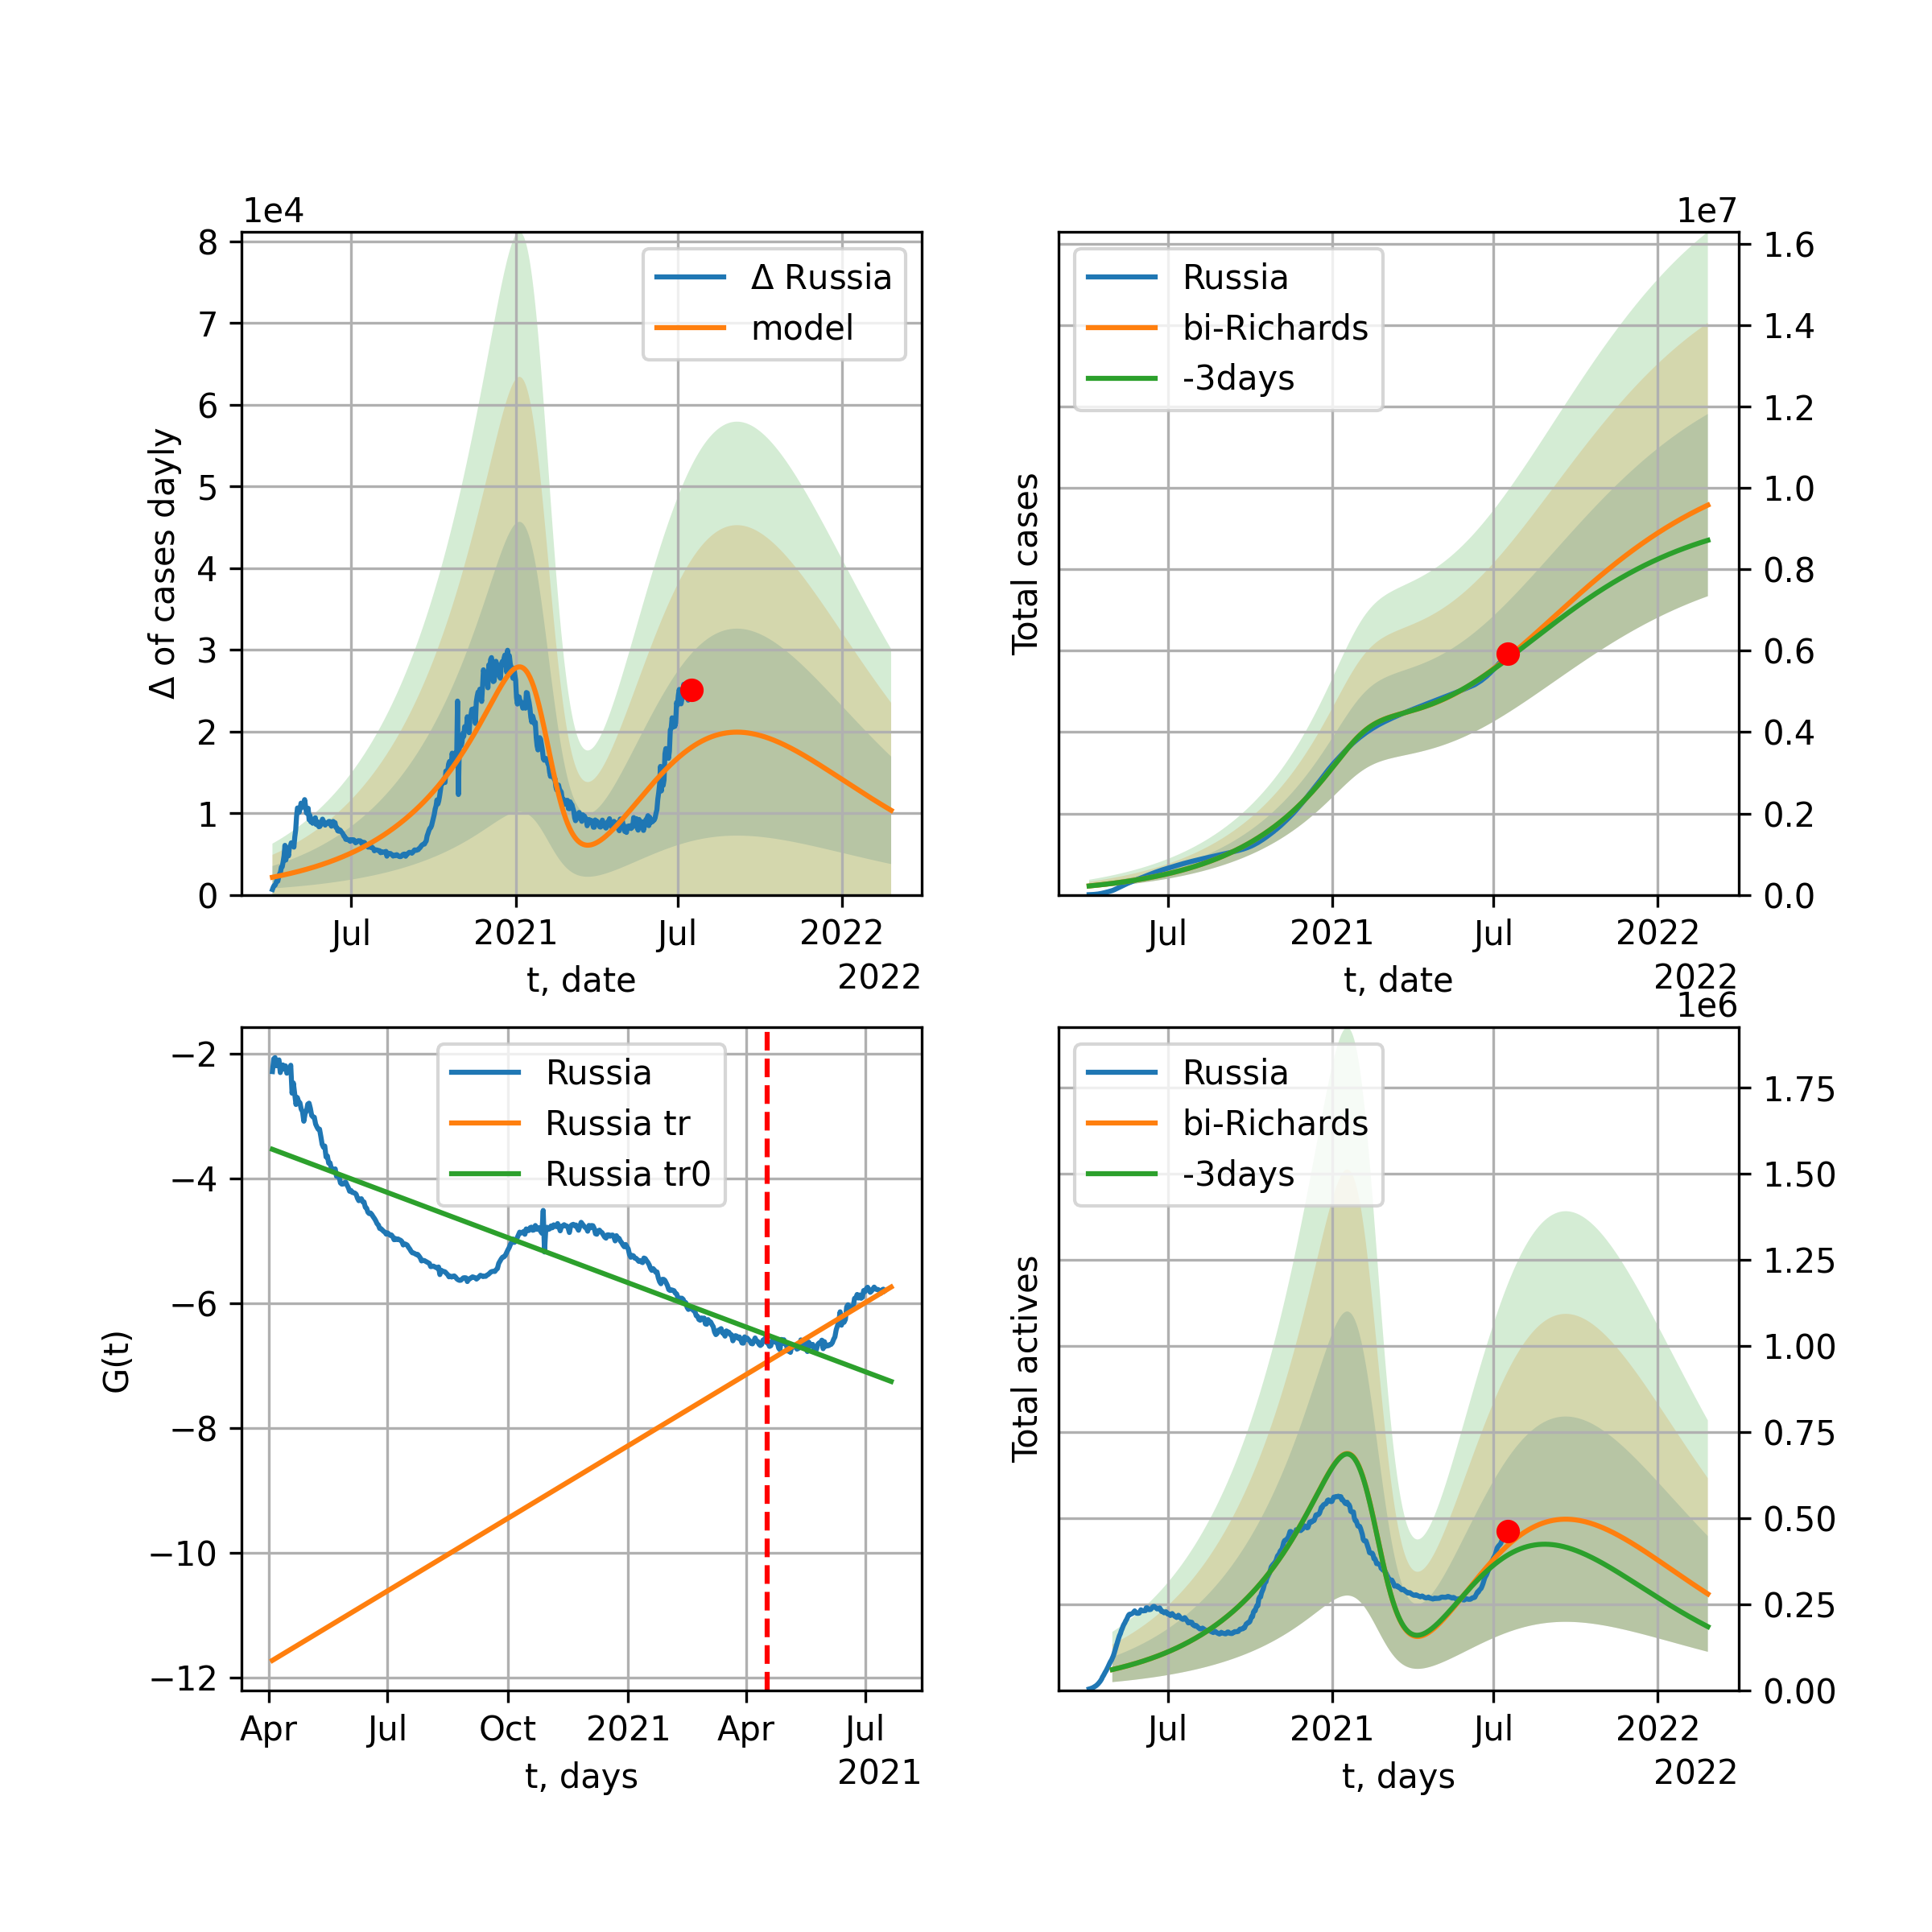 1e4
8
7
6
5
4
3
2
1
0
Δ of cases dayly
Δ Russia
model
Jul
2021
Jul
2022
t, date
2022
1e7
1.6
1.4
1.2
1.0
0.8
0.6
0.4
0.2
0.0
Total cases
Russia
bi-Richards
-3days
Jul
2021
Jul
2022
t, date
2022
−2
−4
−6
−8
−10
−12
G(t)
Russia
Russia tr
Russia tr0
Apr
Jul
Oct
2021
Apr
Jul
t, days
2021
1e6
1.75
1.50
1.25
1.00
0.75
0.50
0.25
0.00
Total actives
Russia
bi-Richards
-3days
Jul
2021
Jul
2022
t, days
2022